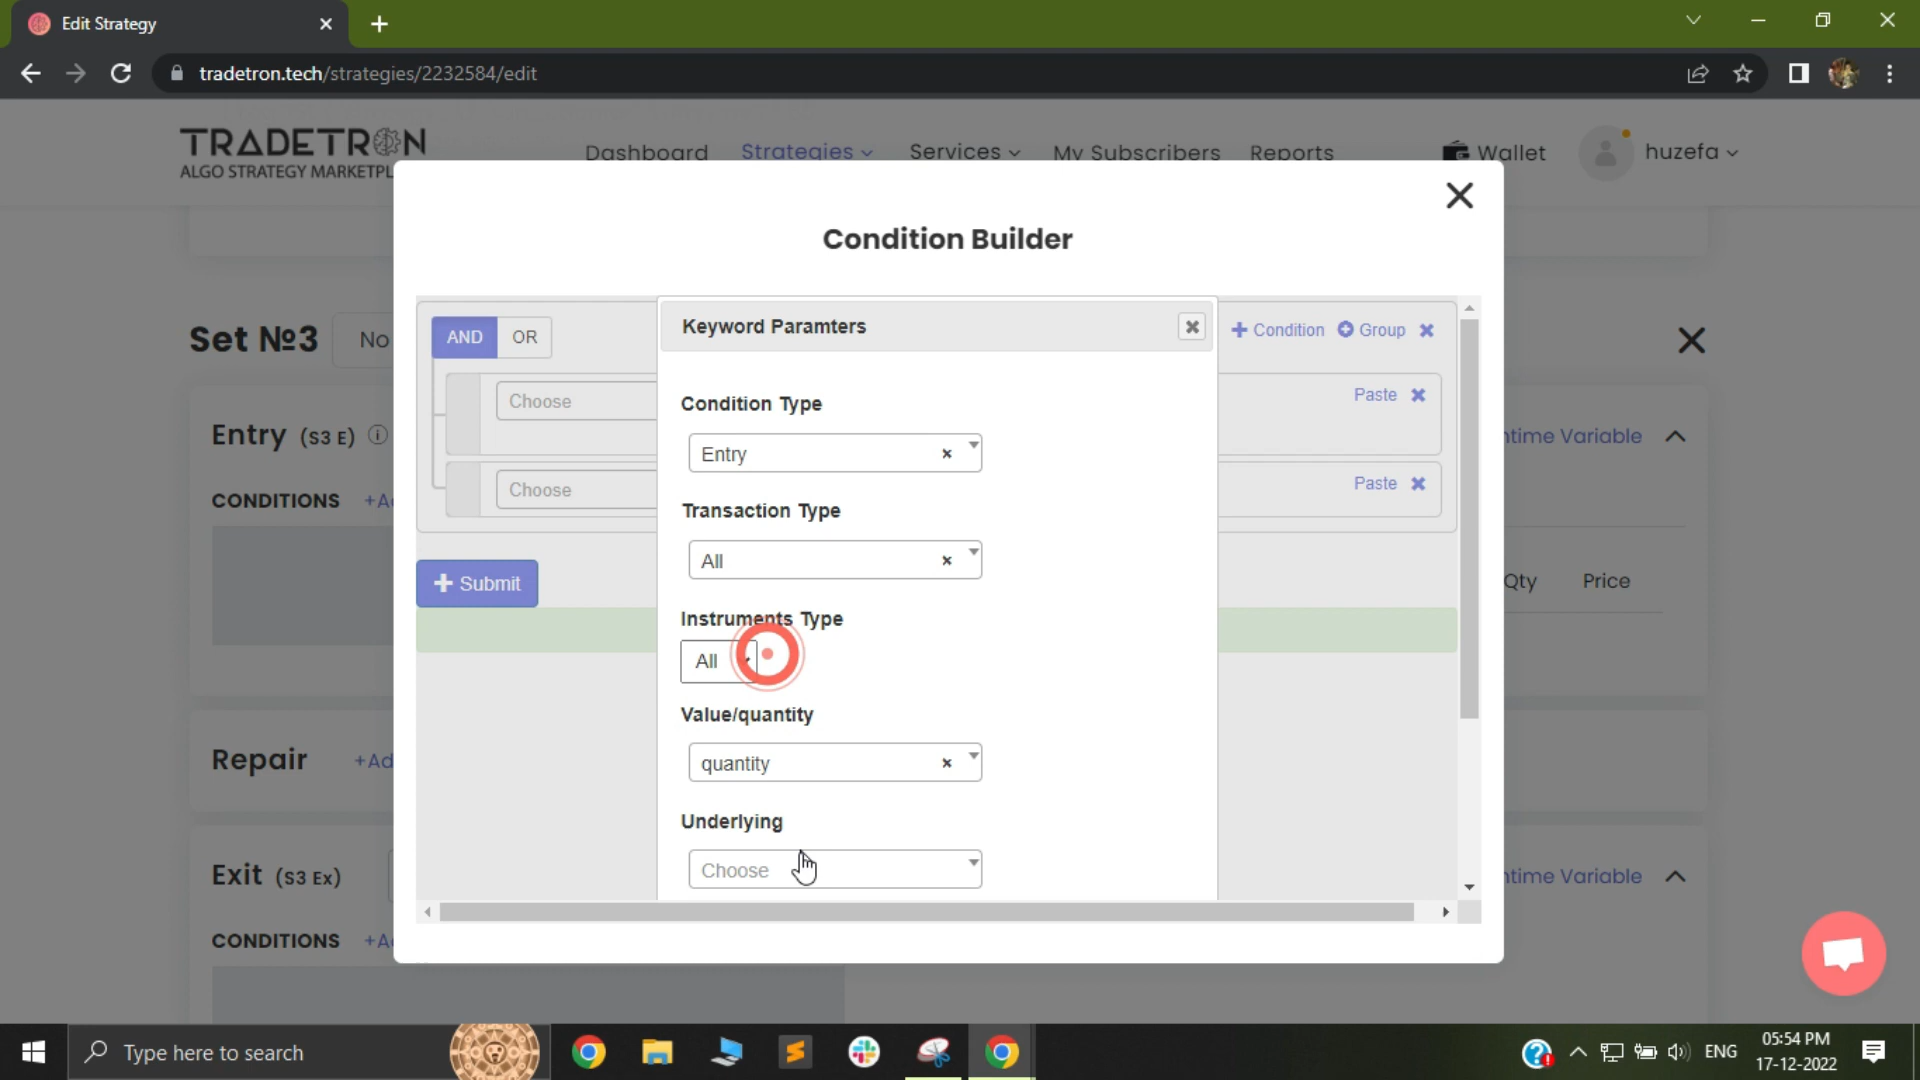 Edit Strategy
tradetron.tech/strategies/2232584/edit
TRADETRON
ALGO STRATEGY MARKETPL
Dashboard Strategies Services My Subscribers Reports Wallet huzefa
Condition Builder
Set №3 No
AND OR
Keyword Paramters
Condition Group
Choose
Paste
Condition Type
Entry
Entry (S3 E)
ntime Variable
Choose
Paste
CONDITIONS +A
Transaction Type
All
Submit
Qty Price
Instruments Type
All
Value/quantity
quantity
Repair +Ad
Underlying
Choose
Exit (S3 Ex)
ntime Variable
CONDITIONS +A
Type here to search
ENG
05:54 PM
17-12-2022